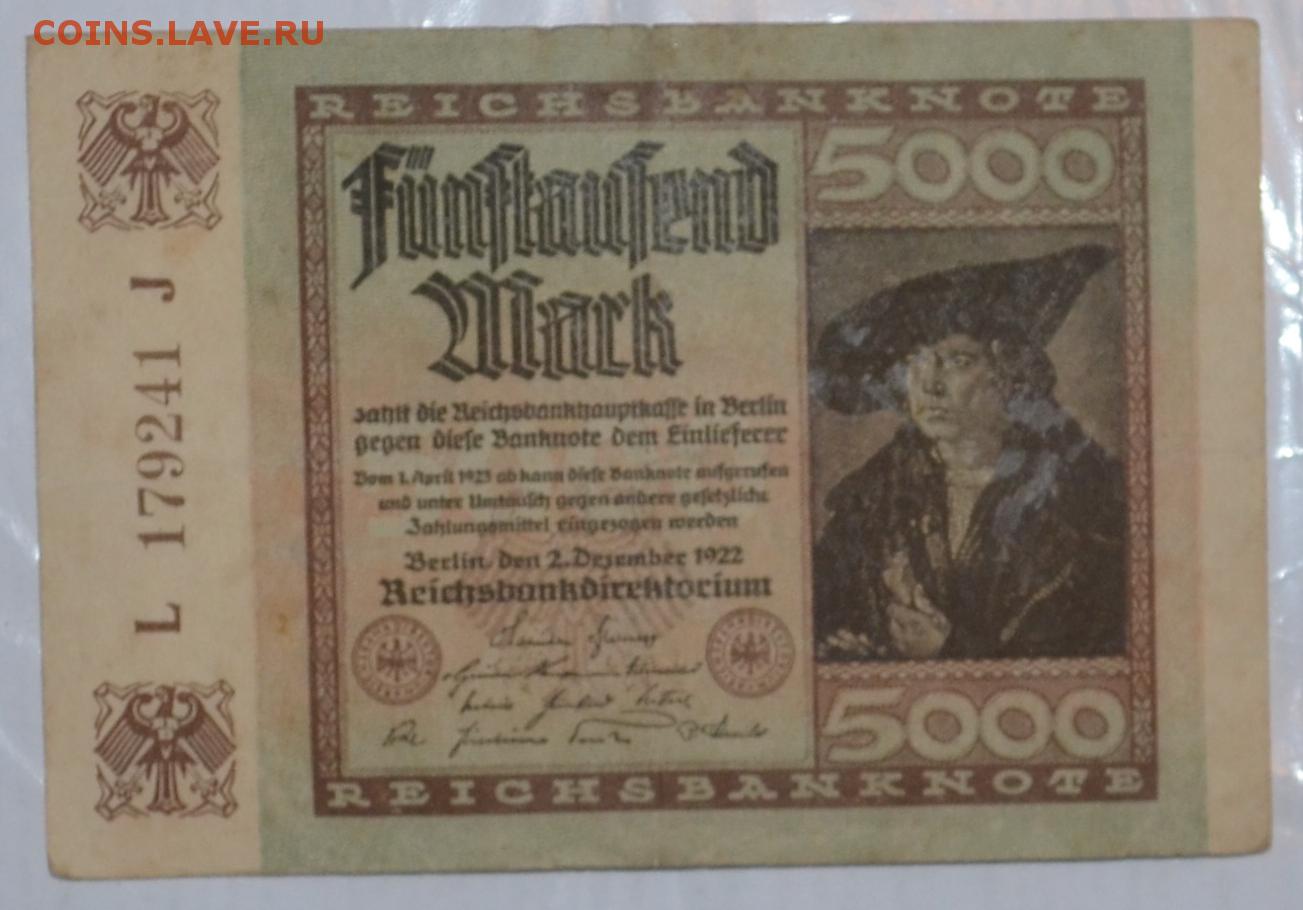 COINS.LAVE.RU
REICHSBANKNOTE
5000
Fünftausend
Mark
zahlt die Reichsbankhauptkasse in Berlin
gegen diese Banknote dem Einlieferer
Vom 1. April 1923 ab kann diese Banknote aufgerufen
und unter Umtausch gegen andere gesetzliche
Zahlungsmittel eingezogen werden
Berlin, den 2. Dezember 1922
Reichsbankdirektorium
5000
REICHSBANKNOTE
L 179241 J